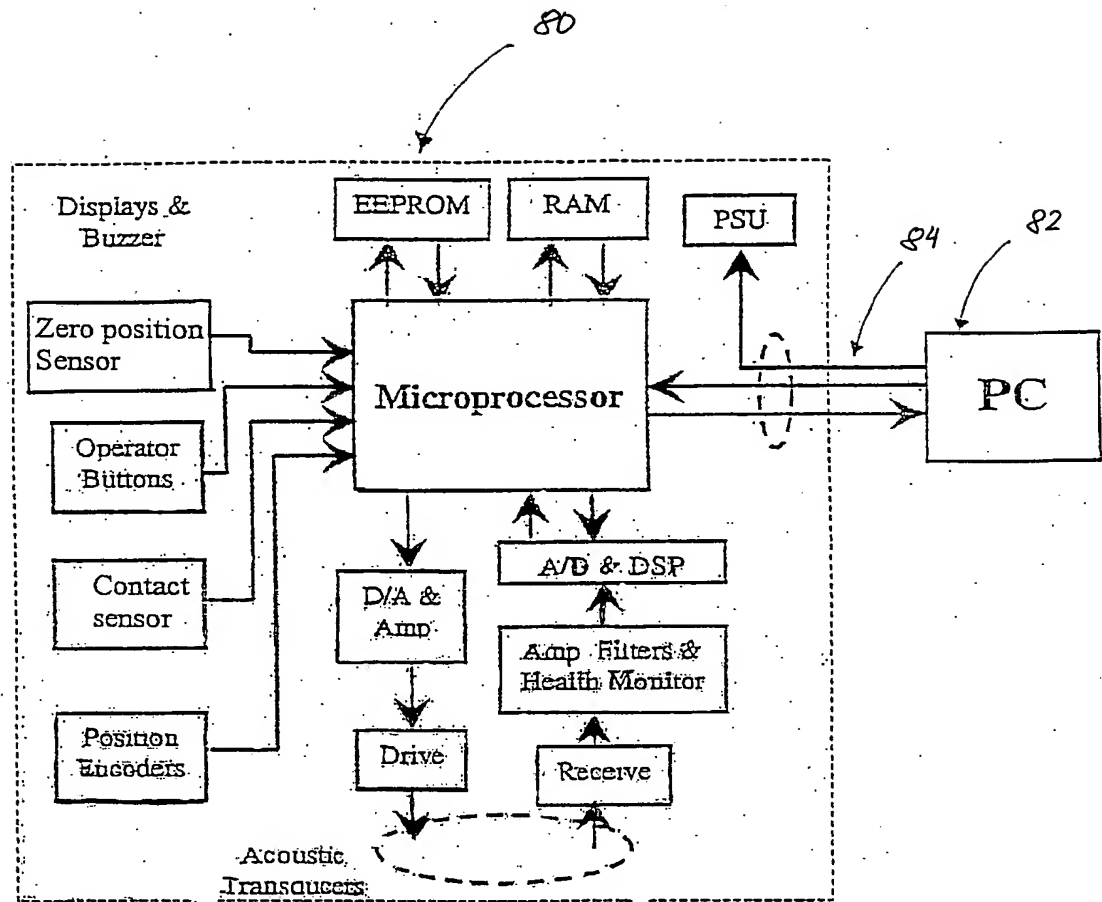 80
Displays &
Buzzer
EEPROM
RAM
PSU
84
82
Zero position
Sensor
Microprocessor
PC
Operator
Buttons
Contact
sensor
Position
Encoders
D/A &
Amp
A/D & DSP
Amp Filters &
Health Monitor
Drive
Receive
Acoustic
Transducers